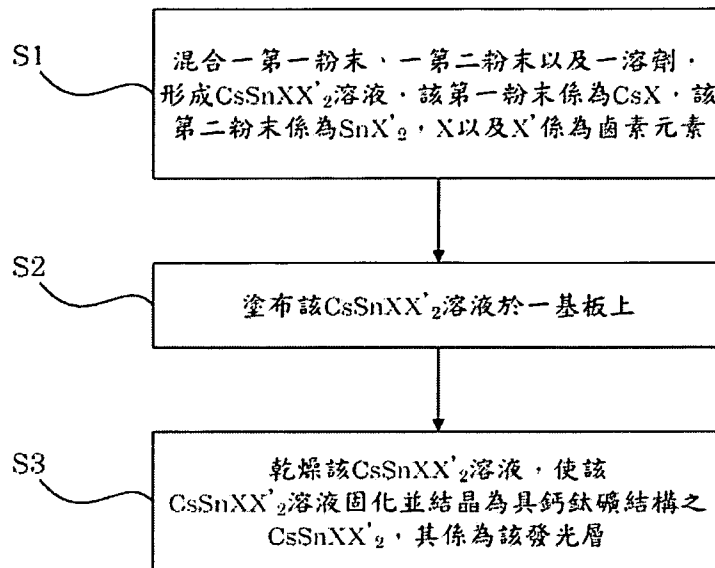 S1
混合一第一粉末、一第二粉末以及一溶劑，
形成CsSnXX'₂溶液，該第一粉末係為CsX，該
第二粉末係為SnX'₂，X以及X'係為鹵素元素
S2
塗布該CsSnXX'₂溶液於一基板上
S3
乾燥該CsSnXX'₂溶液，使該
CsSnXX'₂溶液固化並結晶為具鈣鈦礦結構之
CsSnXX'₂，其係為該發光層